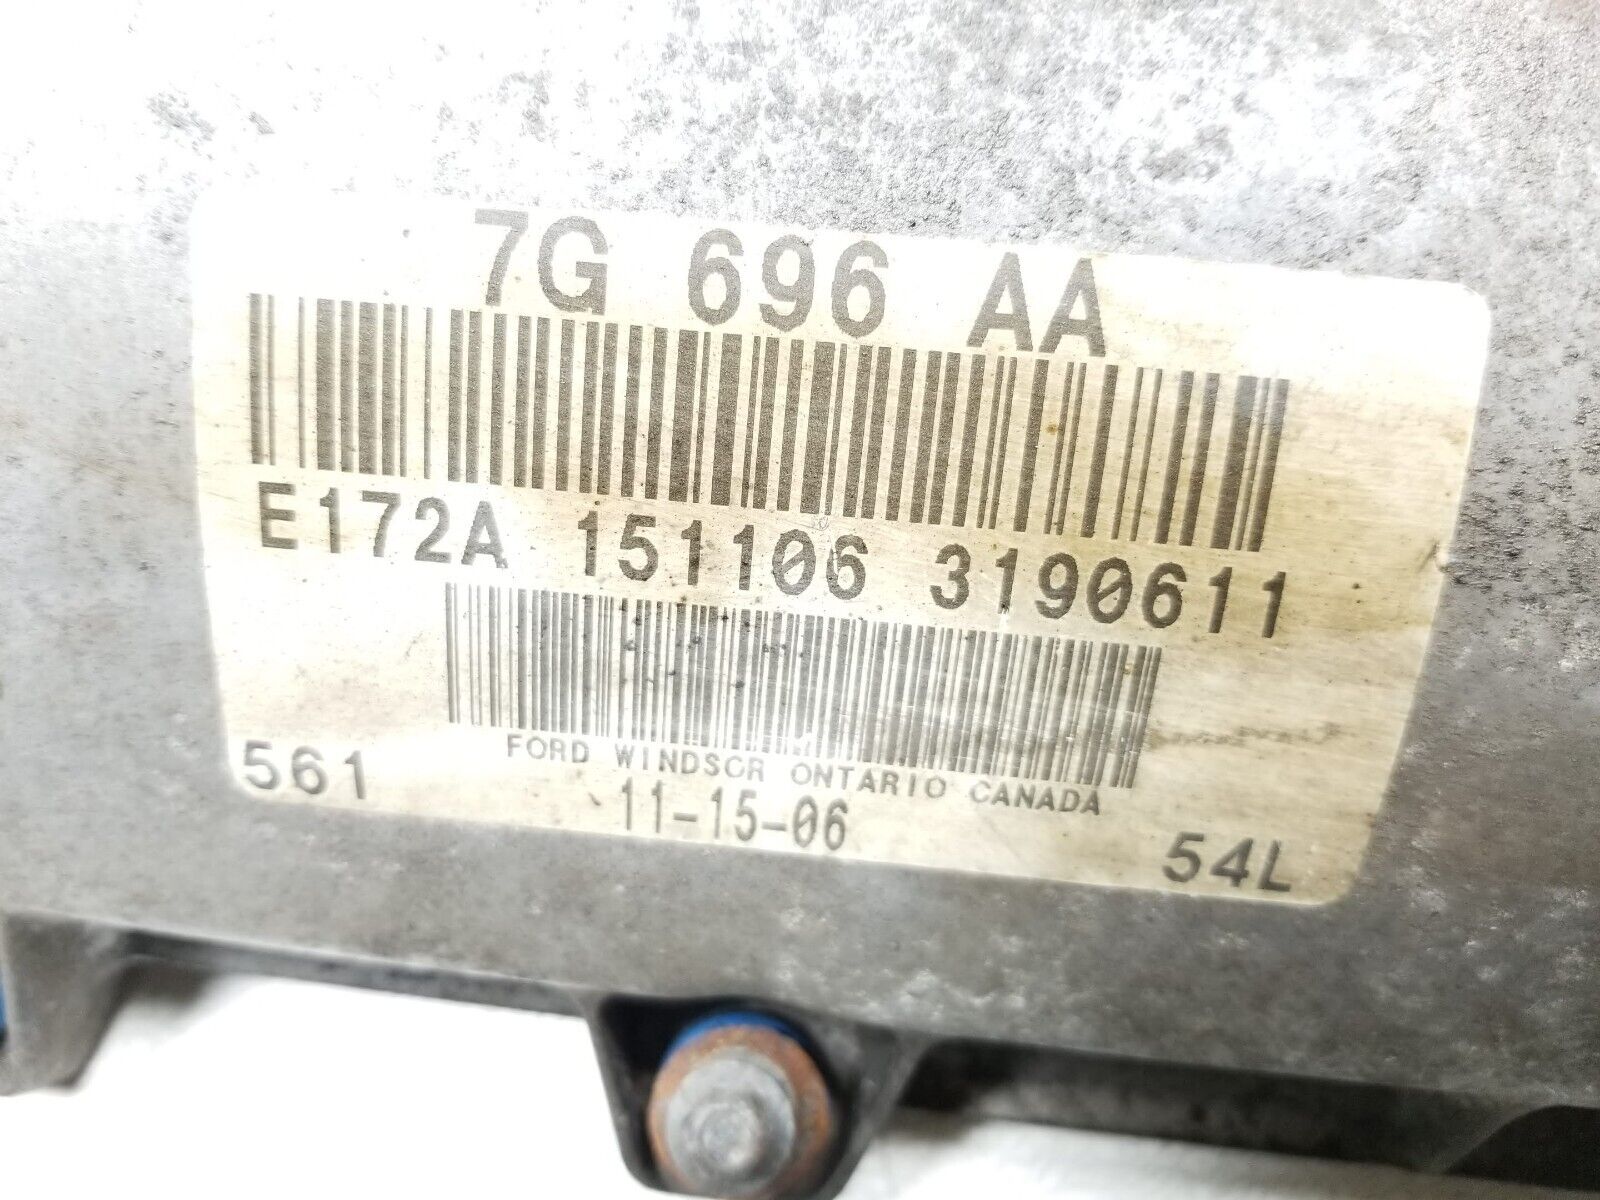 7G 696 AA
E172A 151106 3190611
FORD WINDSOR ONTARIO CANADA
561 11-15-06 54L